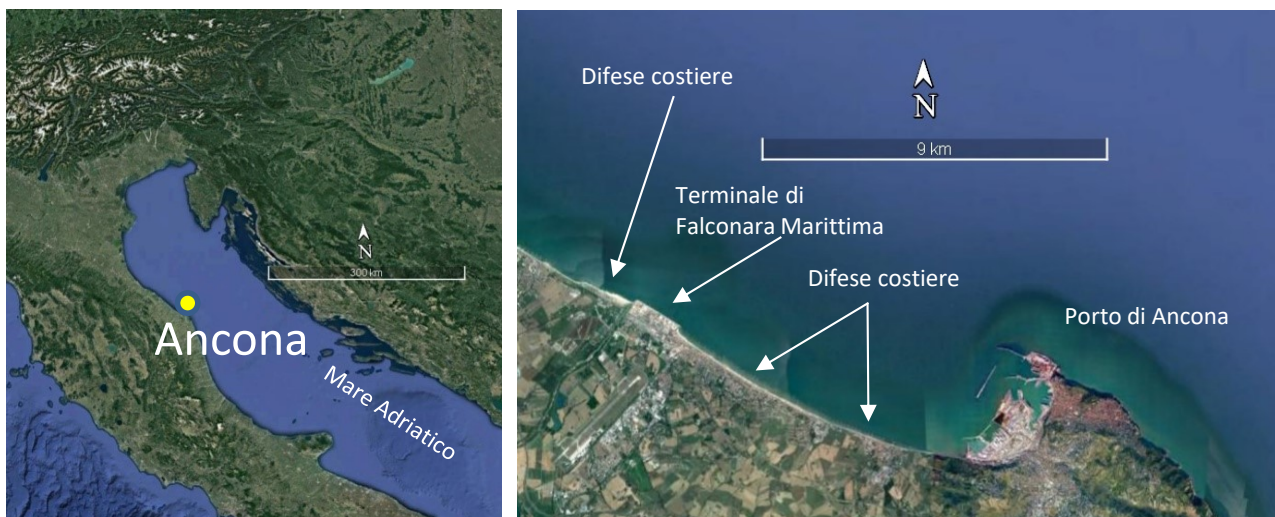 N
300 km
Ancona
Mare Adriatico
Difese costiere
N
9 km
Terminale di
Falconara Marittima
Difese costiere
Porto di Ancona